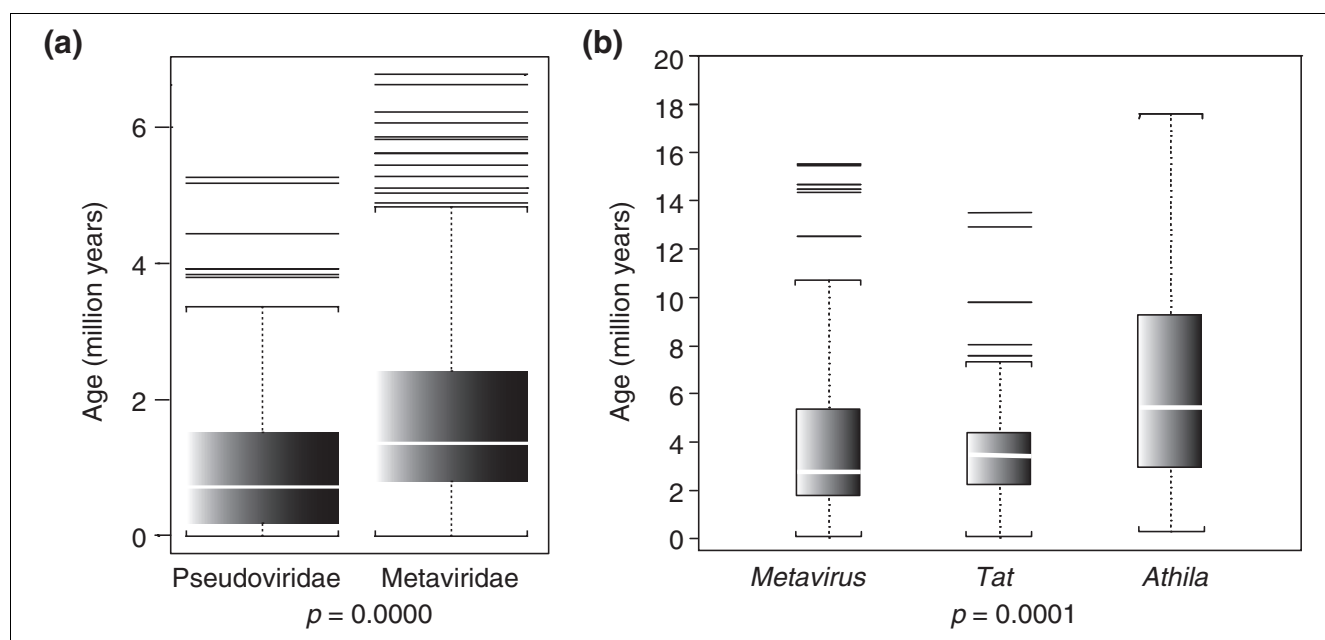 (a)
Age (million years)
6
4
2
0
Pseudoviridae Metaviridae
p = 0.0000
(b)
Age (million years)
20
18
16
14
12
10
8
6
4
2
0
Metavirus Tat Athila
p = 0.0001